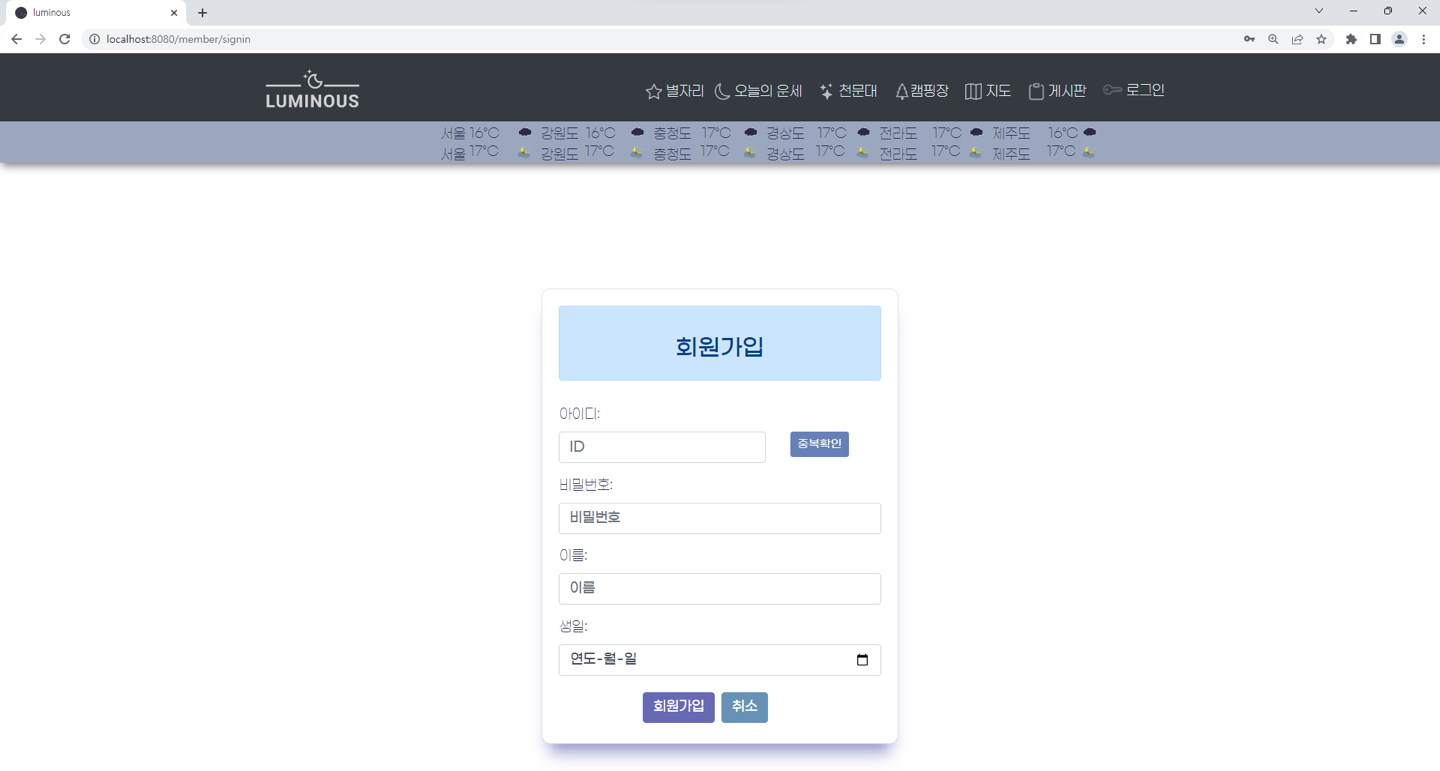 luminous
localhost:8080/member/signin
LUMINOUS
별자리 오늘의 운세 천문대 캠핑장 지도 게시판 로그인
서울 16°C 강원도 16°C 충청도 17°C 경상도 17°C 전라도 17°C 제주도 16°C
서울 17°C 강원도 17°C 충청도 17°C 경상도 17°C 전라도 17°C 제주도 17°C
회원가입
아이디:
ID 중복확인
비밀번호:
비밀번호
이름:
이름
생일:
연도-월-일
회원가입 취소